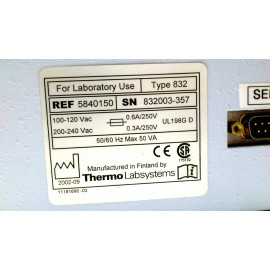 For Laboratory Use Type 832
REF 5840150 SN 832003-357
100-120 Vac 0.6A/250V UL198G D
200-240 Vac 0.3A/250V
50/60 Hz Max 50 VA
2002-09
Manufactured in Finland by
Thermo Labsystems
CE
SE